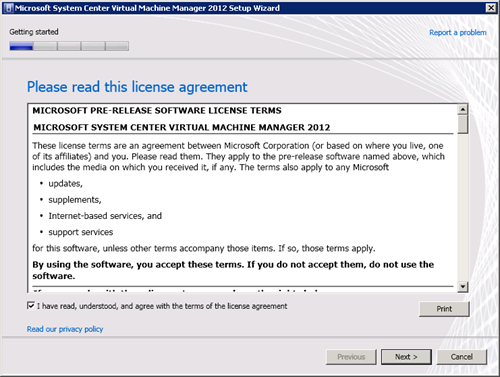 Microsoft System Center Virtual Machine Manager 2012 Setup Wizard
Getting started
Report a problem
Please read this license agreement
MICROSOFT PRE-RELEASE SOFTWARE LICENSE TERMS
MICROSOFT SYSTEM CENTER VIRTUAL MACHINE MANAGER 2012
These license terms are an agreement between Microsoft Corporation (or based on where you live, one
of its affiliates) and you. Please read them. They apply to the pre-release software named above, which
includes the media on which you received it, if any. The terms also apply to any Microsoft
• updates,
• supplements,
• Internet-based services, and
• support services
for this software, unless other terms accompany those items. If so, those terms apply.
By using the software, you accept these terms. If you do not accept them, do not use the
software.
I have read, understood, and agree with the terms of the license agreement
Print
Read our privacy policy
Previous
Next >
Cancel